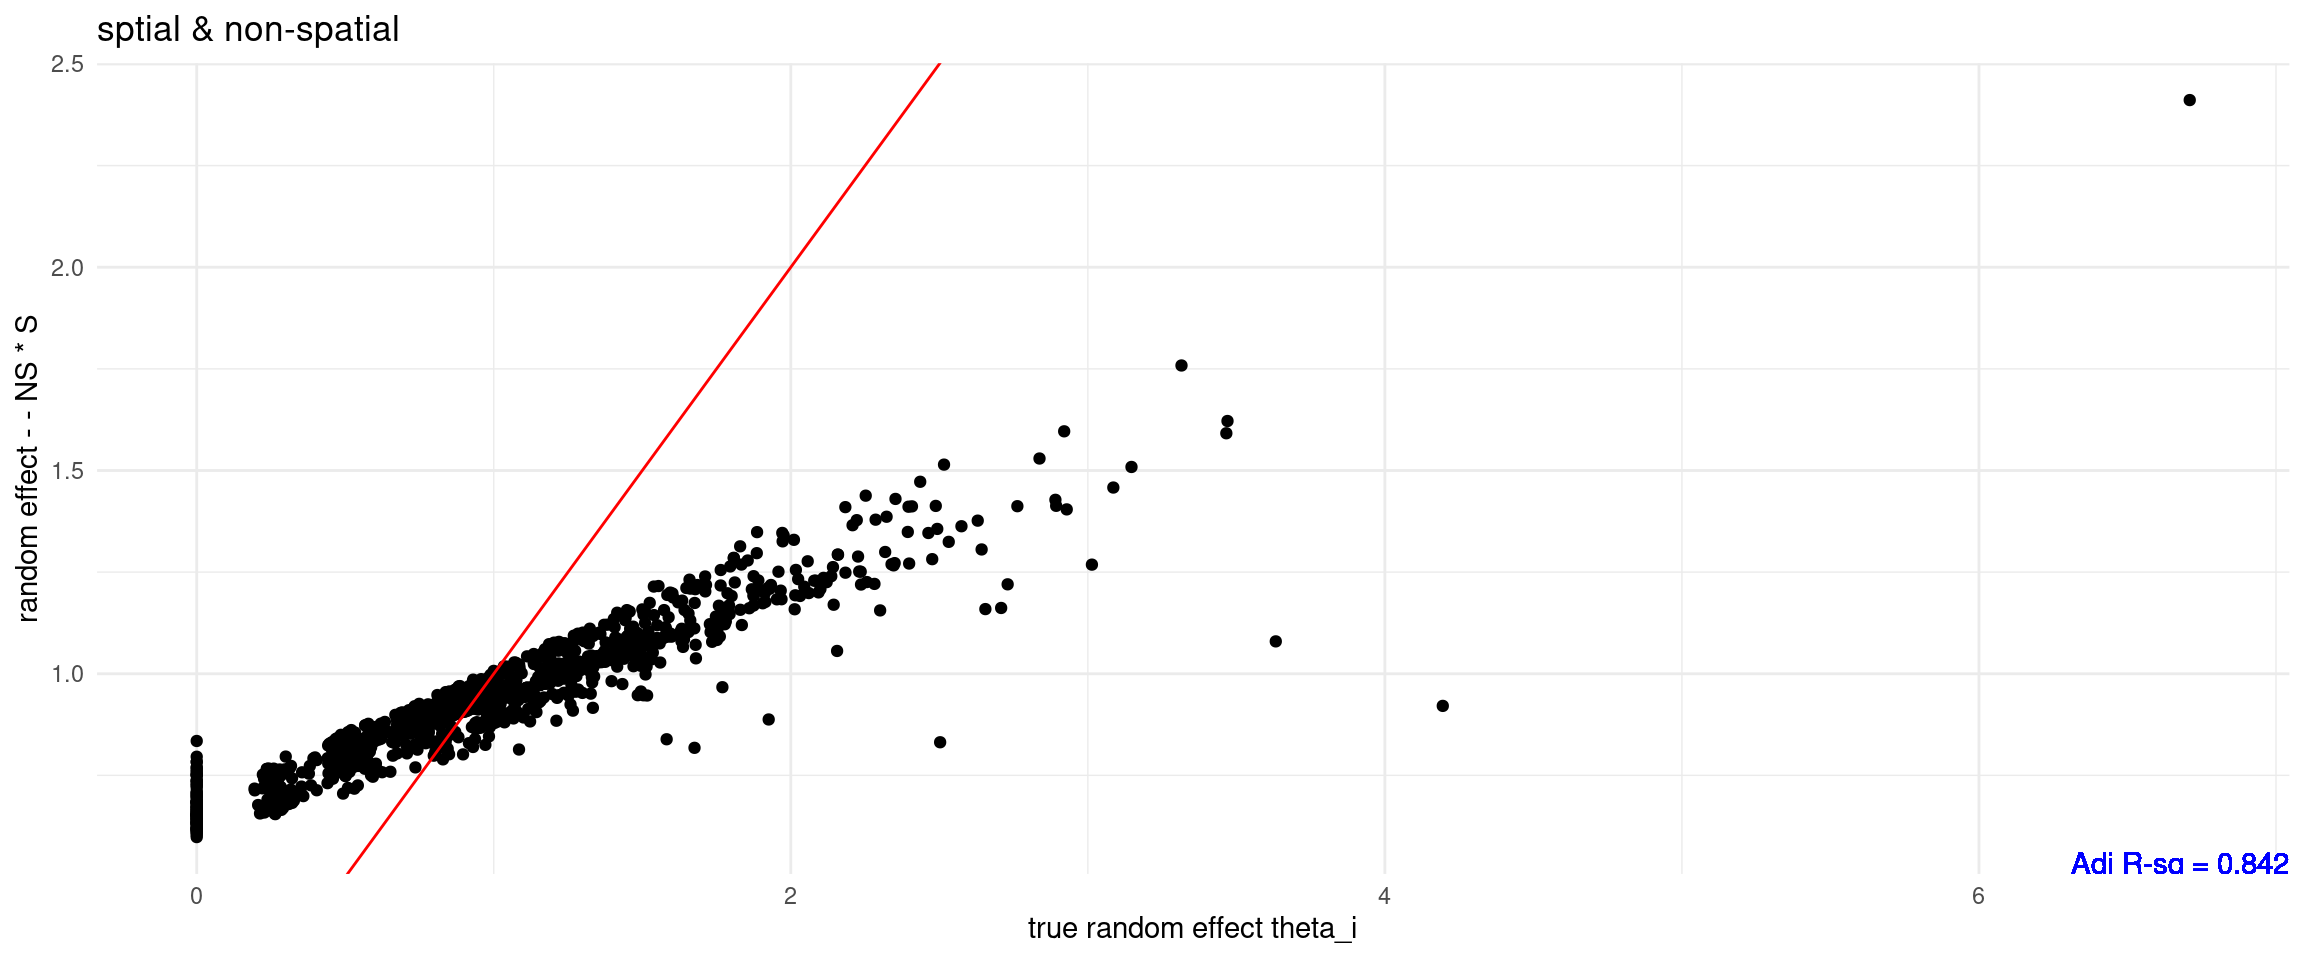 sptial & non-spatial
2.5
2.0
1.5
1.0
random effect - - NS * S
0 2 4 6
true random effect theta_i
Adj R-sq = 0.842